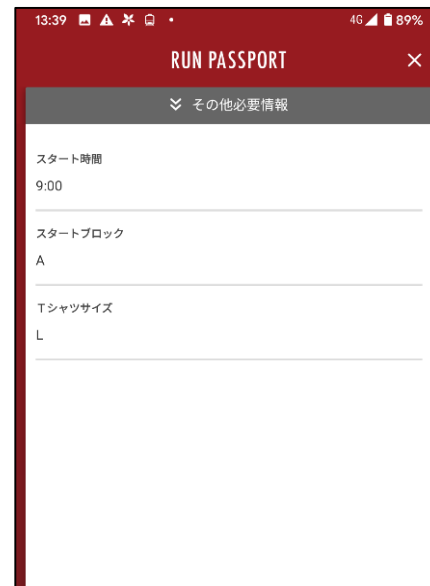 13:39 4G 89%
RUN PASSPORT
その他必要情報
スタート時間
9:00
スタートブロック
A
Tシャツサイズ
L